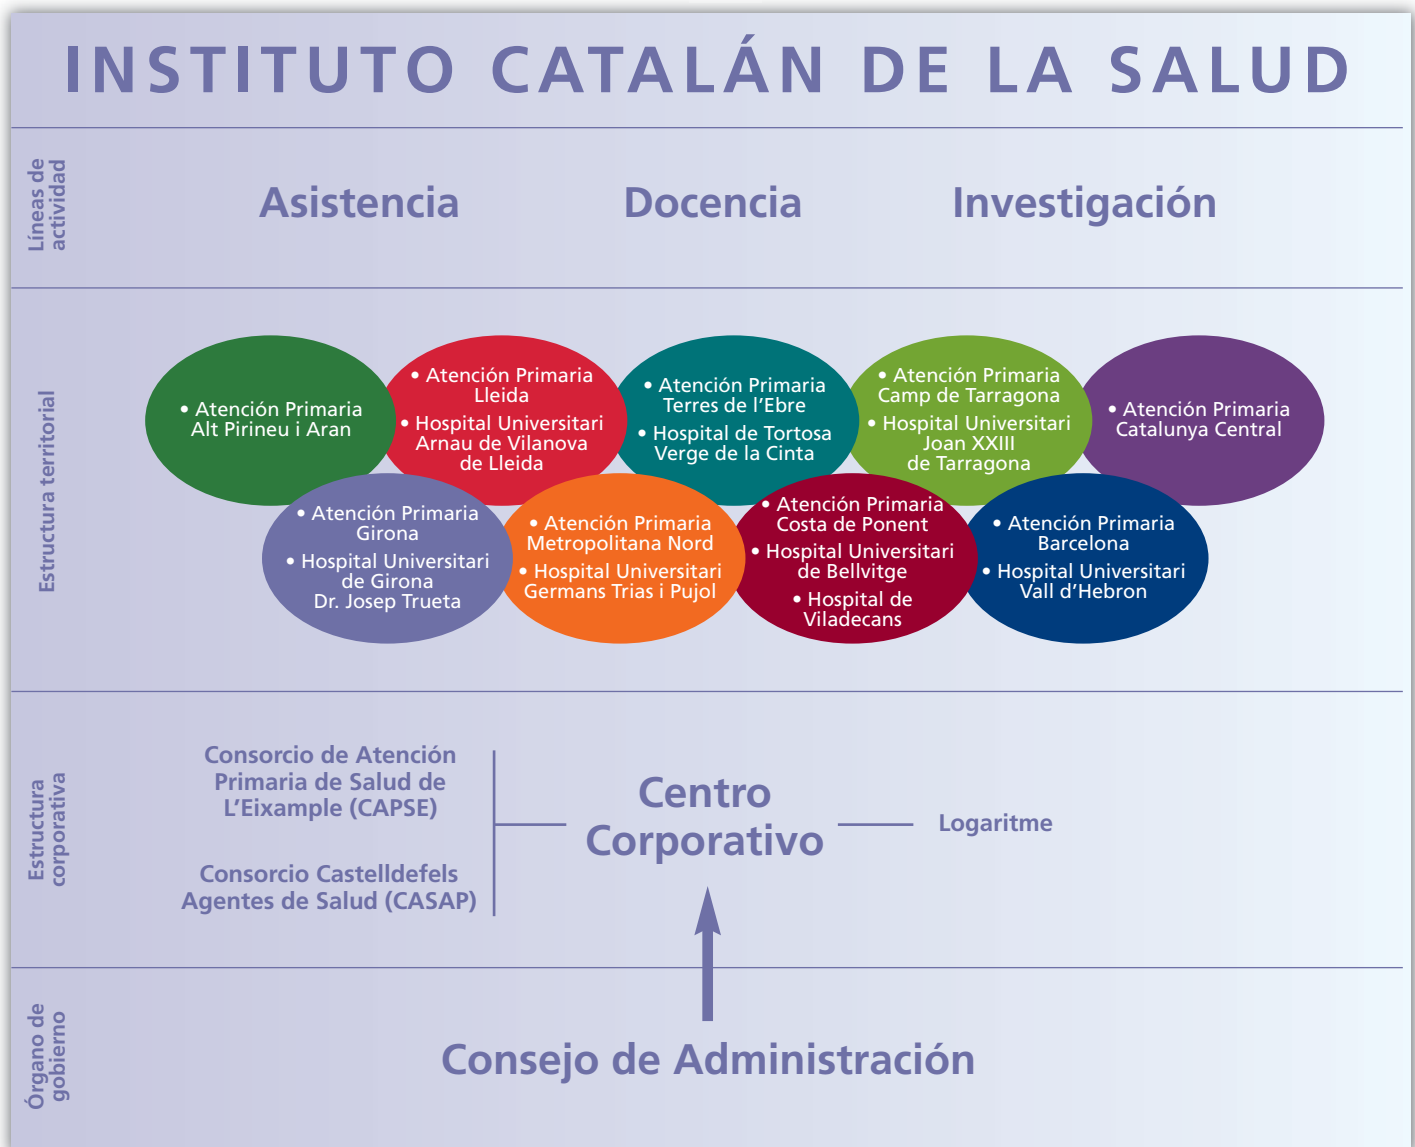 INSTITUTO CATALÁN DE LA SALUD
Líneas de
actividad
Asistencia
Docencia
Investigación
Estructura territorial
• Atención Primaria
Alt Pirineu i Aran
• Atención Primaria
Lleida
• Hospital Universitari
Arnau de Vilanova
de Lleida
• Atención Primaria
Terres de l’Ebre
• Hospital de Tortosa
Verge de la Cinta
• Atención Primaria
Camp de Tarragona
• Hospital Universitari
Joan XXIII
de Tarragona
• Atención Primaria
Catalunya Central
• Atención Primaria
Girona
• Hospital Universitari
de Girona
Dr. Josep Trueta
• Atención Primaria
Metropolitana Nord
• Hospital Universitari
Germans Trias i Pujol
• Atención Primaria
Costa de Ponent
• Hospital Universitari
de Bellvitge
• Hospital de
Viladecans
• Atención Primaria
Barcelona
• Hospital Universitari
Vall d’Hebron
Estructura
corporativa
Consorcio de Atención
Primaria de Salud de
L’Eixample (CAPSE)
Consorcio Castelldefels
Agentes de Salud (CASAP)
Centro
Corporativo
Logaritme
Órgano de
gobierno
Consejo de Administración